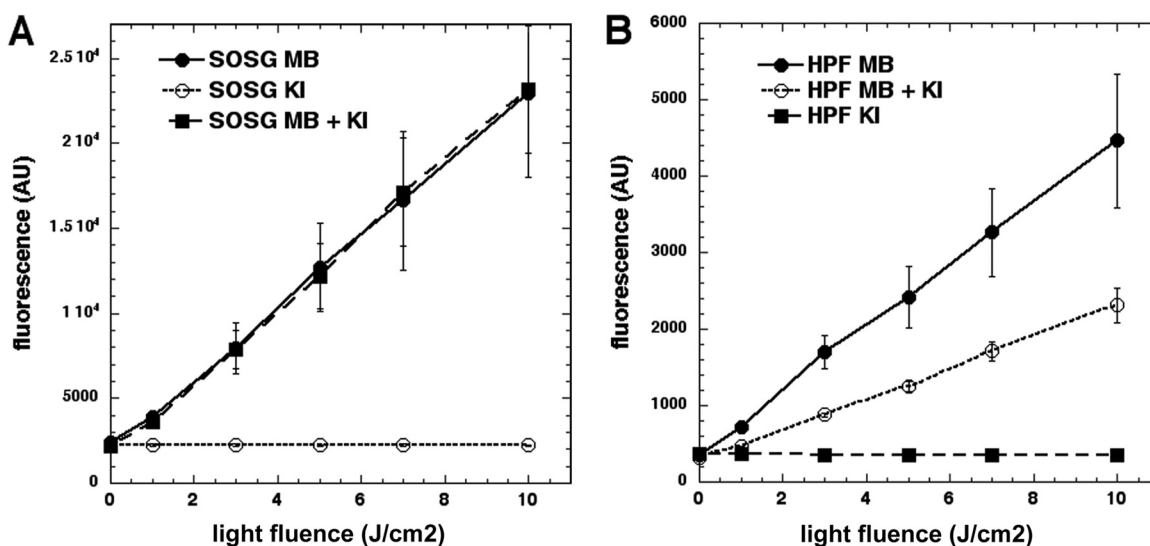 A
SOSG MB
SOSG KI
SOSG MB + KI
fluorescence (AU)
2.5 10⁴
2 10⁴
1.5 10⁴
1 10⁴
5000
0
0 2 4 6 8 10
light fluence (J/cm2)
B
HPF MB
HPF MB + KI
HPF KI
fluorescence (AU)
6000
5000
4000
3000
2000
1000
0
0 2 4 6 8 10
light fluence (J/cm2)